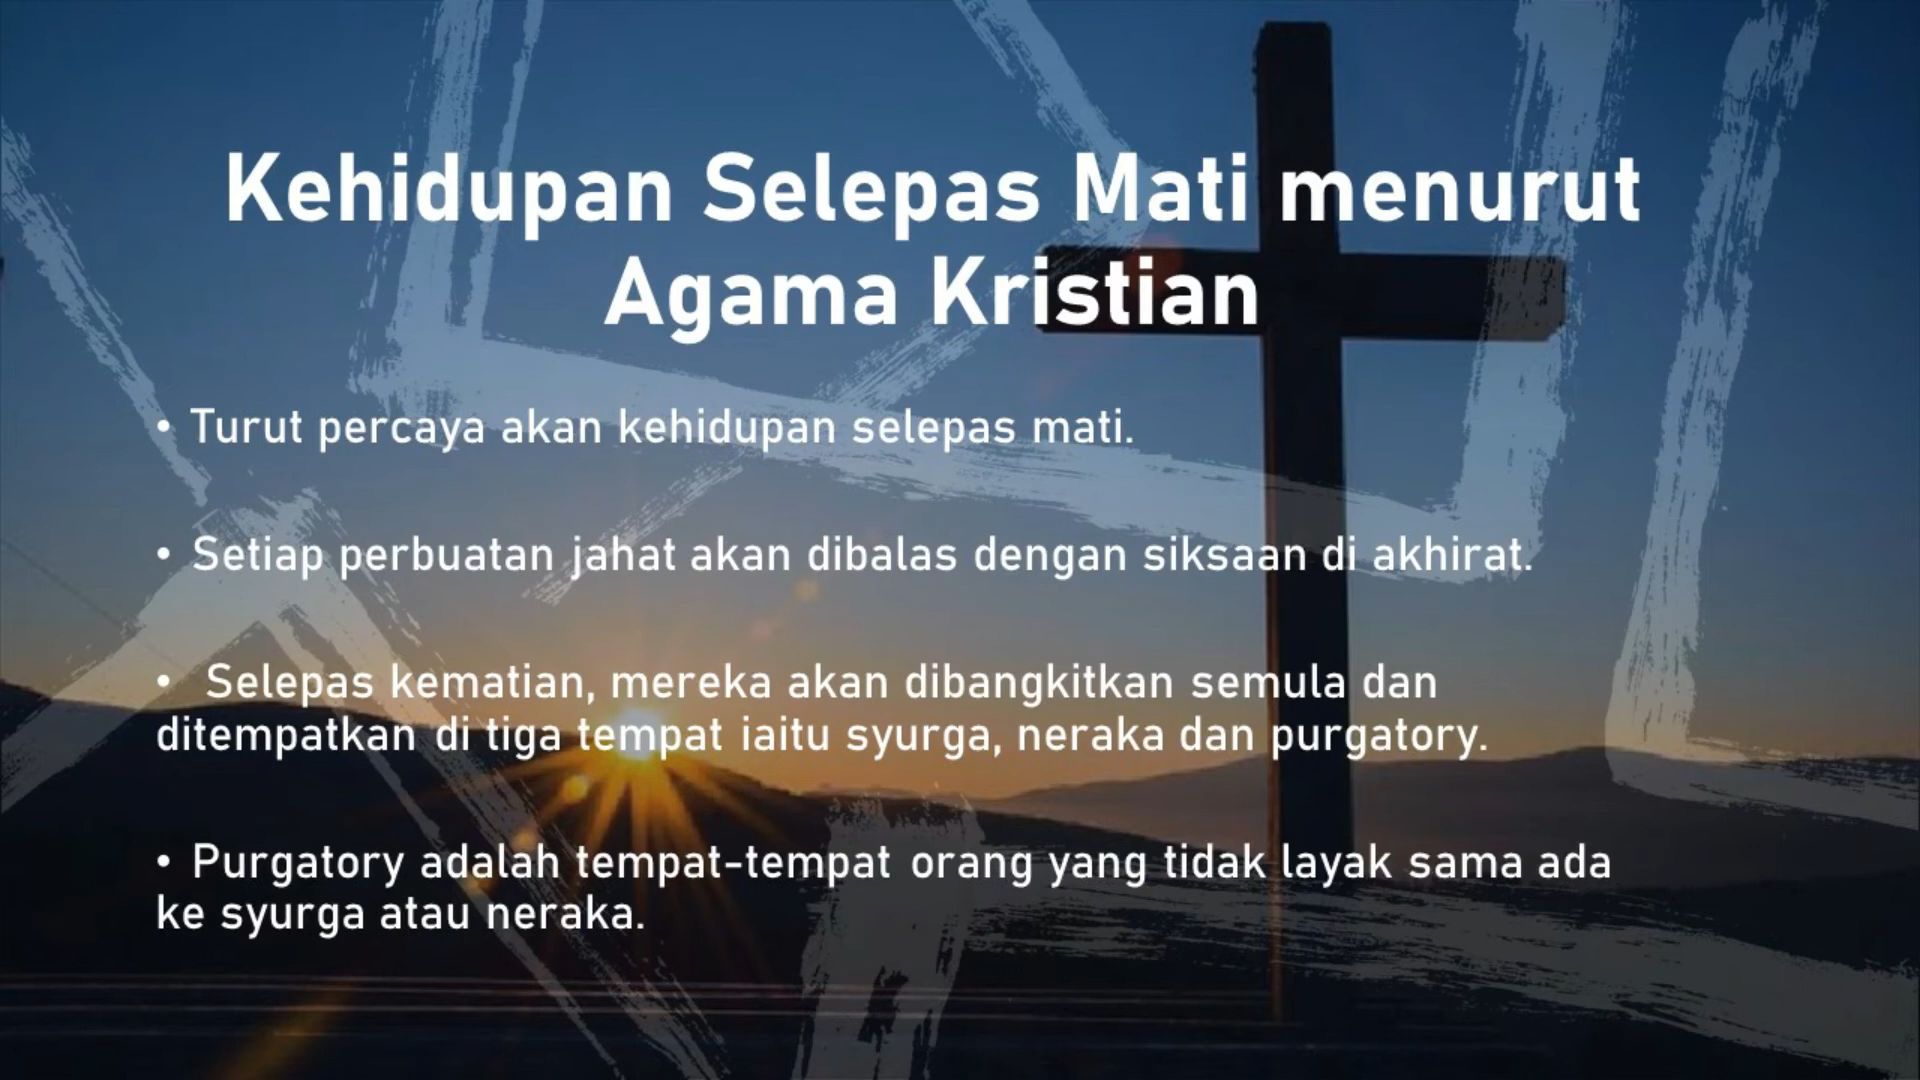 Kehidupan Selepas Mati menurut
Agama Kristian
• Turut percaya akan kehidupan selepas mati.
• Setiap perbuatan jahat akan dibalas dengan siksaan di akhirat.
• Selepas kematian, mereka akan dibangkitkan semula dan
ditempatkan di tiga tempat iaitu syurga, neraka dan purgatory.
• Purgatory adalah tempat-tempat orang yang tidak layak sama ada
ke syurga atau neraka.